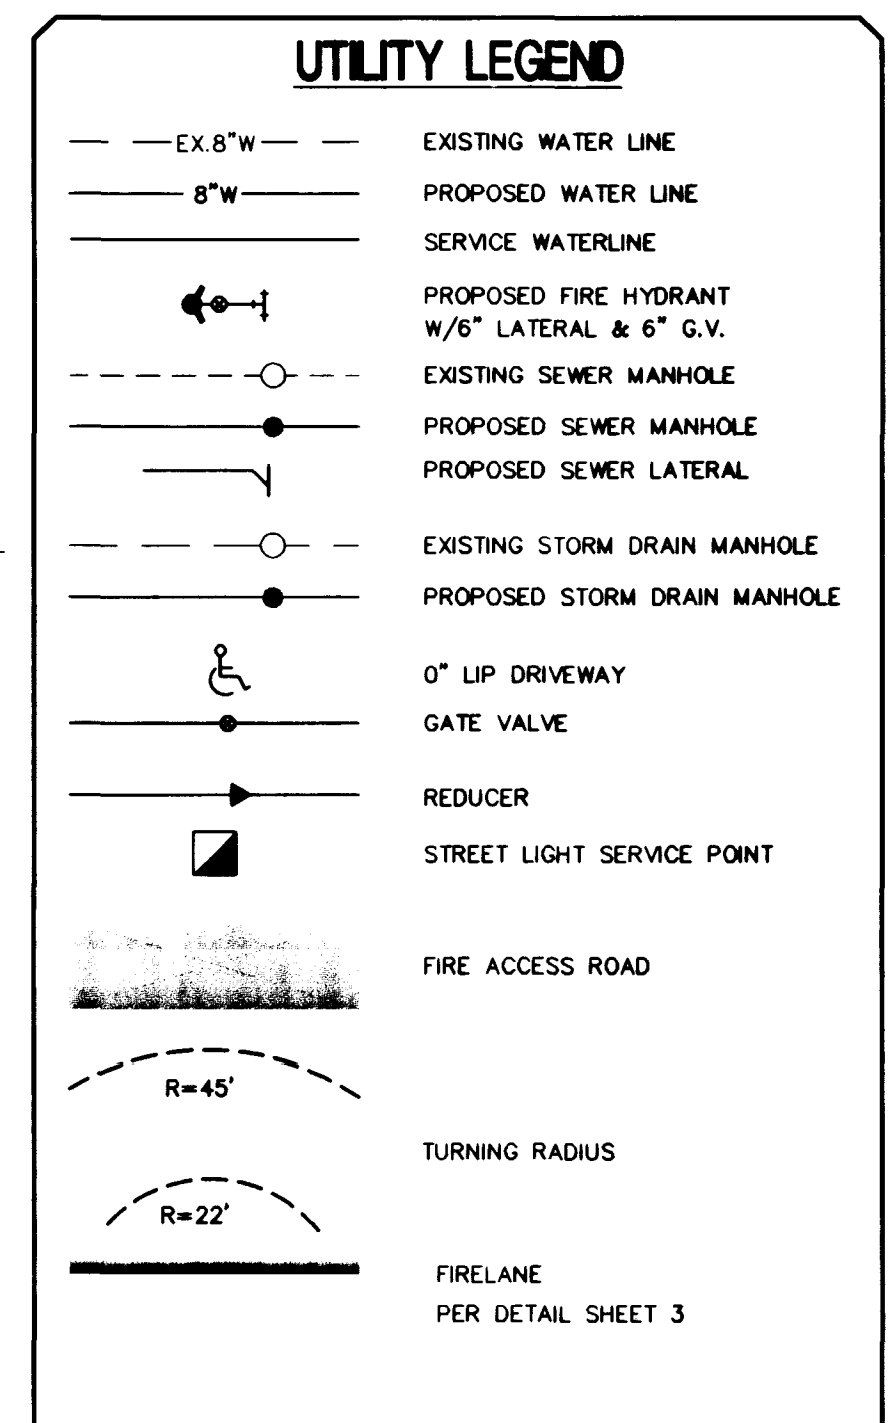 UTILITY LEGEND
EX.8"W EXISTING WATER LINE
8"W PROPOSED WATER LINE
SERVICE WATERLINE
PROPOSED FIRE HYDRANT
W/6" LATERAL & 6" G.V.
EXISTING SEWER MANHOLE
PROPOSED SEWER MANHOLE
PROPOSED SEWER LATERAL
EXISTING STORM DRAIN MANHOLE
PROPOSED STORM DRAIN MANHOLE
0" LIP DRIVEWAY
GATE VALVE
REDUCER
STREET LIGHT SERVICE POINT
FIRE ACCESS ROAD
R=45'
TURNING RADIUS
R=22'
FIRELANE
PER DETAIL SHEET 3